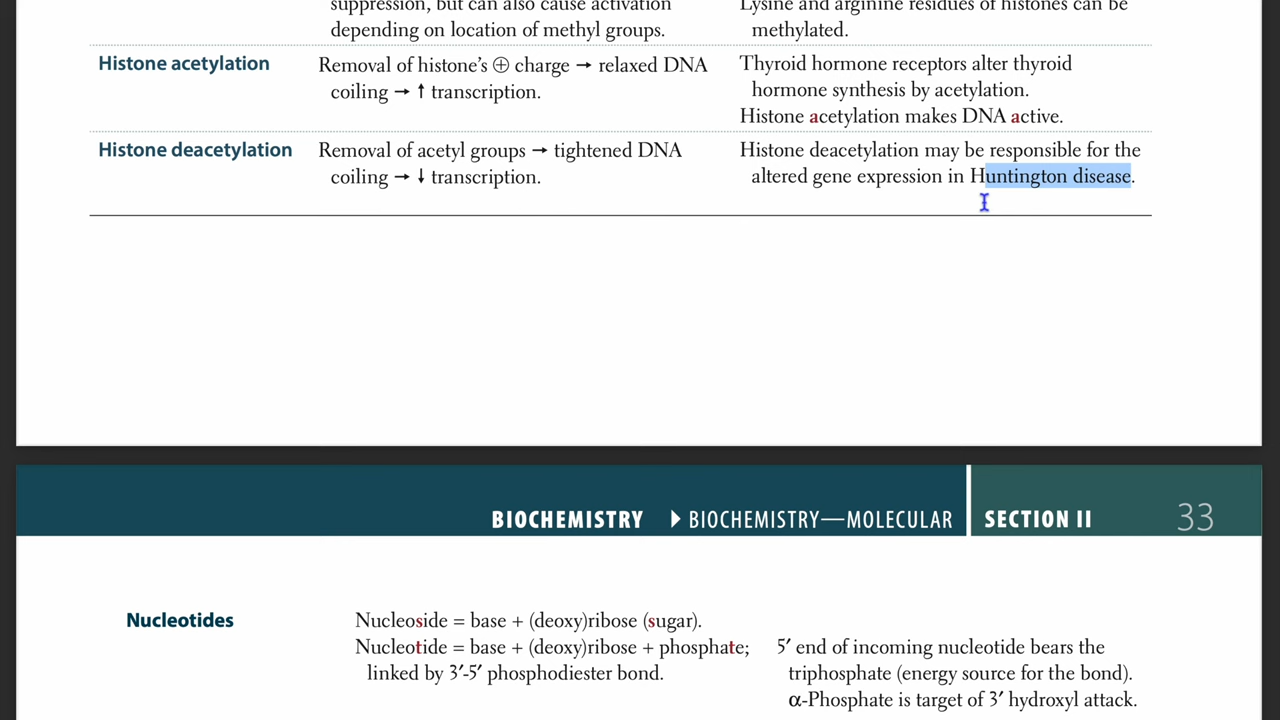 suppression, but can also cause activation
depending on location of methyl groups.
Lysine and arginine residues of histones can be
methylated.
Histone acetylation
Removal of histone's ⊕ charge → relaxed DNA
coiling → ↑ transcription.
Thyroid hormone receptors alter thyroid
hormone synthesis by acetylation.
Histone acetylation makes DNA active.
Histone deacetylation
Removal of acetyl groups → tightened DNA
coiling → ↓ transcription.
Histone deacetylation may be responsible for the
altered gene expression in Huntington disease.
BIOCHEMISTRY ▶ BIOCHEMISTRY—MOLECULAR
SECTION II
33
Nucleotides
Nucleoside = base + (deoxy)ribose (sugar).
Nucleotide = base + (deoxy)ribose + phosphate;
linked by 3′-5′ phosphodiester bond.
5′ end of incoming nucleotide bears the
triphosphate (energy source for the bond).
α-Phosphate is target of 3′ hydroxyl attack.